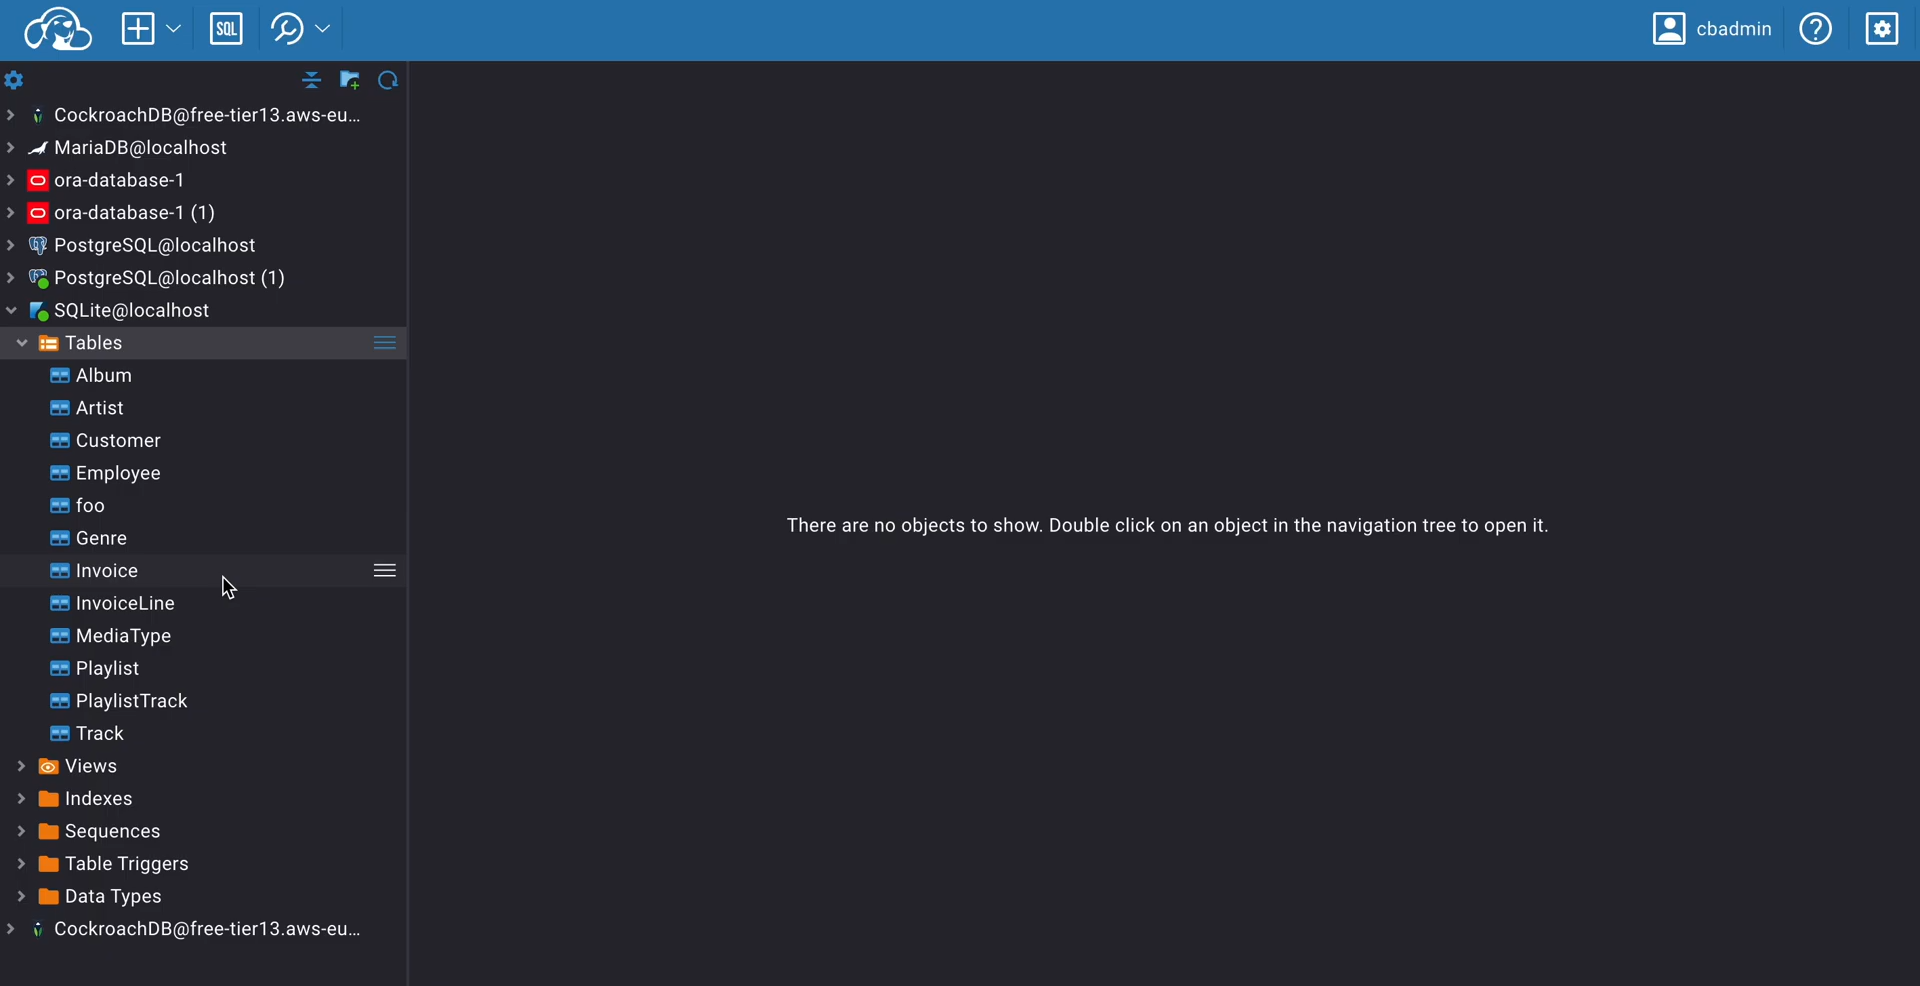 SQL
cbadmin
CockroachDB@free-tier13.aws-eu...
MariaDB@localhost
ora-database-1
ora-database-1 (1)
PostgreSQL@localhost
PostgreSQL@localhost (1)
SQLite@localhost
Tables
Album
Artist
Customer
Employee
foo
Genre
Invoice
InvoiceLine
MediaType
Playlist
PlaylistTrack
Track
Views
Indexes
Sequences
Table Triggers
Data Types
CockroachDB@free-tier13.aws-eu...
There are no objects to show. Double click on an object in the navigation tree to open it.